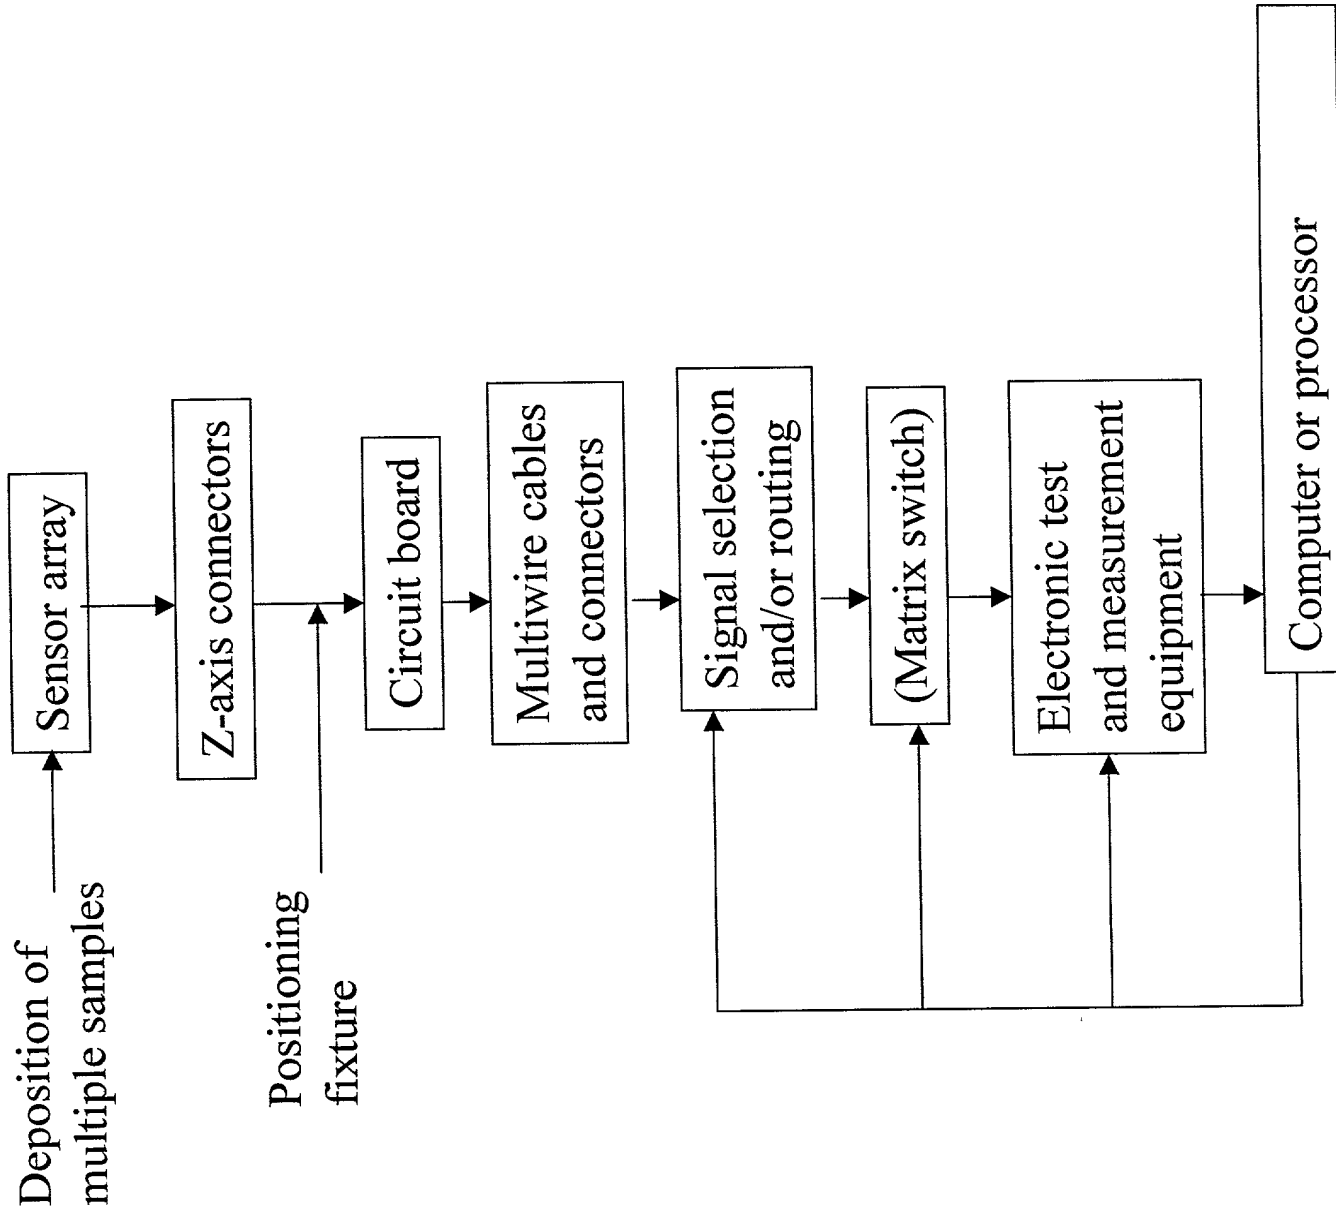 Deposition of
multiple samples
Sensor array
Z-axis connectors
Positioning
fixture
Circuit board
Multiwire cables
and connectors
Signal selection
and/or routing
(Matrix switch)
Electronic test
and measurement
equipment
Computer or processor